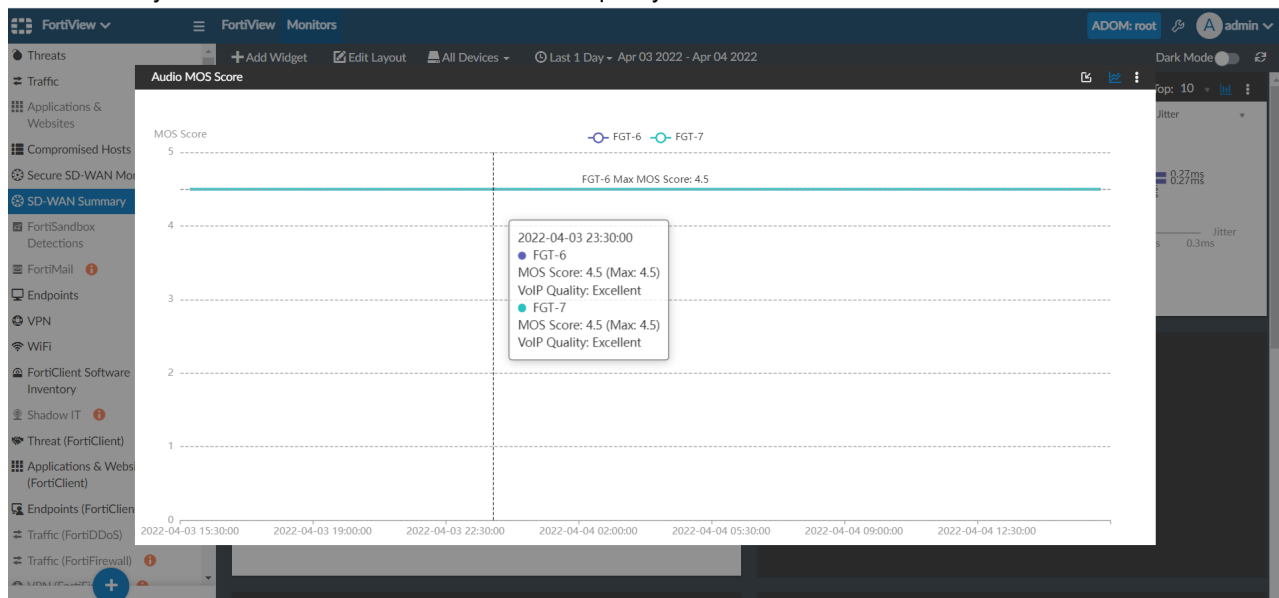 FortiView
FortiView Monitors
ADOM: root
A admin
Threats
Traffic
Applications &
Websites
Compromised Hosts
Secure SD-WAN Mo
SD-WAN Summary
FortiSandbox
Detections
FortiMail
Endpoints
VPN
WiFi
FortiClient Software
Inventory
Shadow IT
Threat (FortiClient)
Applications & Webs
(FortiClient)
Endpoints (FortiClien
Traffic (FortiDDoS)
Traffic (FortiFirewall)
Add Widget Edit Layout All Devices Last 1 Day - Apr 03 2022 - Apr 04 2022
Dark Mode
Top: 10
Jitter
0.27ms
0.27ms
Jitter
0.3ms
Audio MOS Score
MOS Score
FGT-6 FGT-7
5
FGT-6 Max MOS Score: 4.5
4
3
2
1
0
2022-04-03 23:30:00
FGT-6
MOS Score: 4.5 (Max: 4.5)
VoIP Quality: Excellent
FGT-7
MOS Score: 4.5 (Max: 4.5)
VoIP Quality: Excellent
2022-04-03 15:30:00 2022-04-03 19:00:00 2022-04-03 22:30:00 2022-04-04 02:00:00 2022-04-04 05:30:00 2022-04-04 09:00:00 2022-04-04 12:30:00